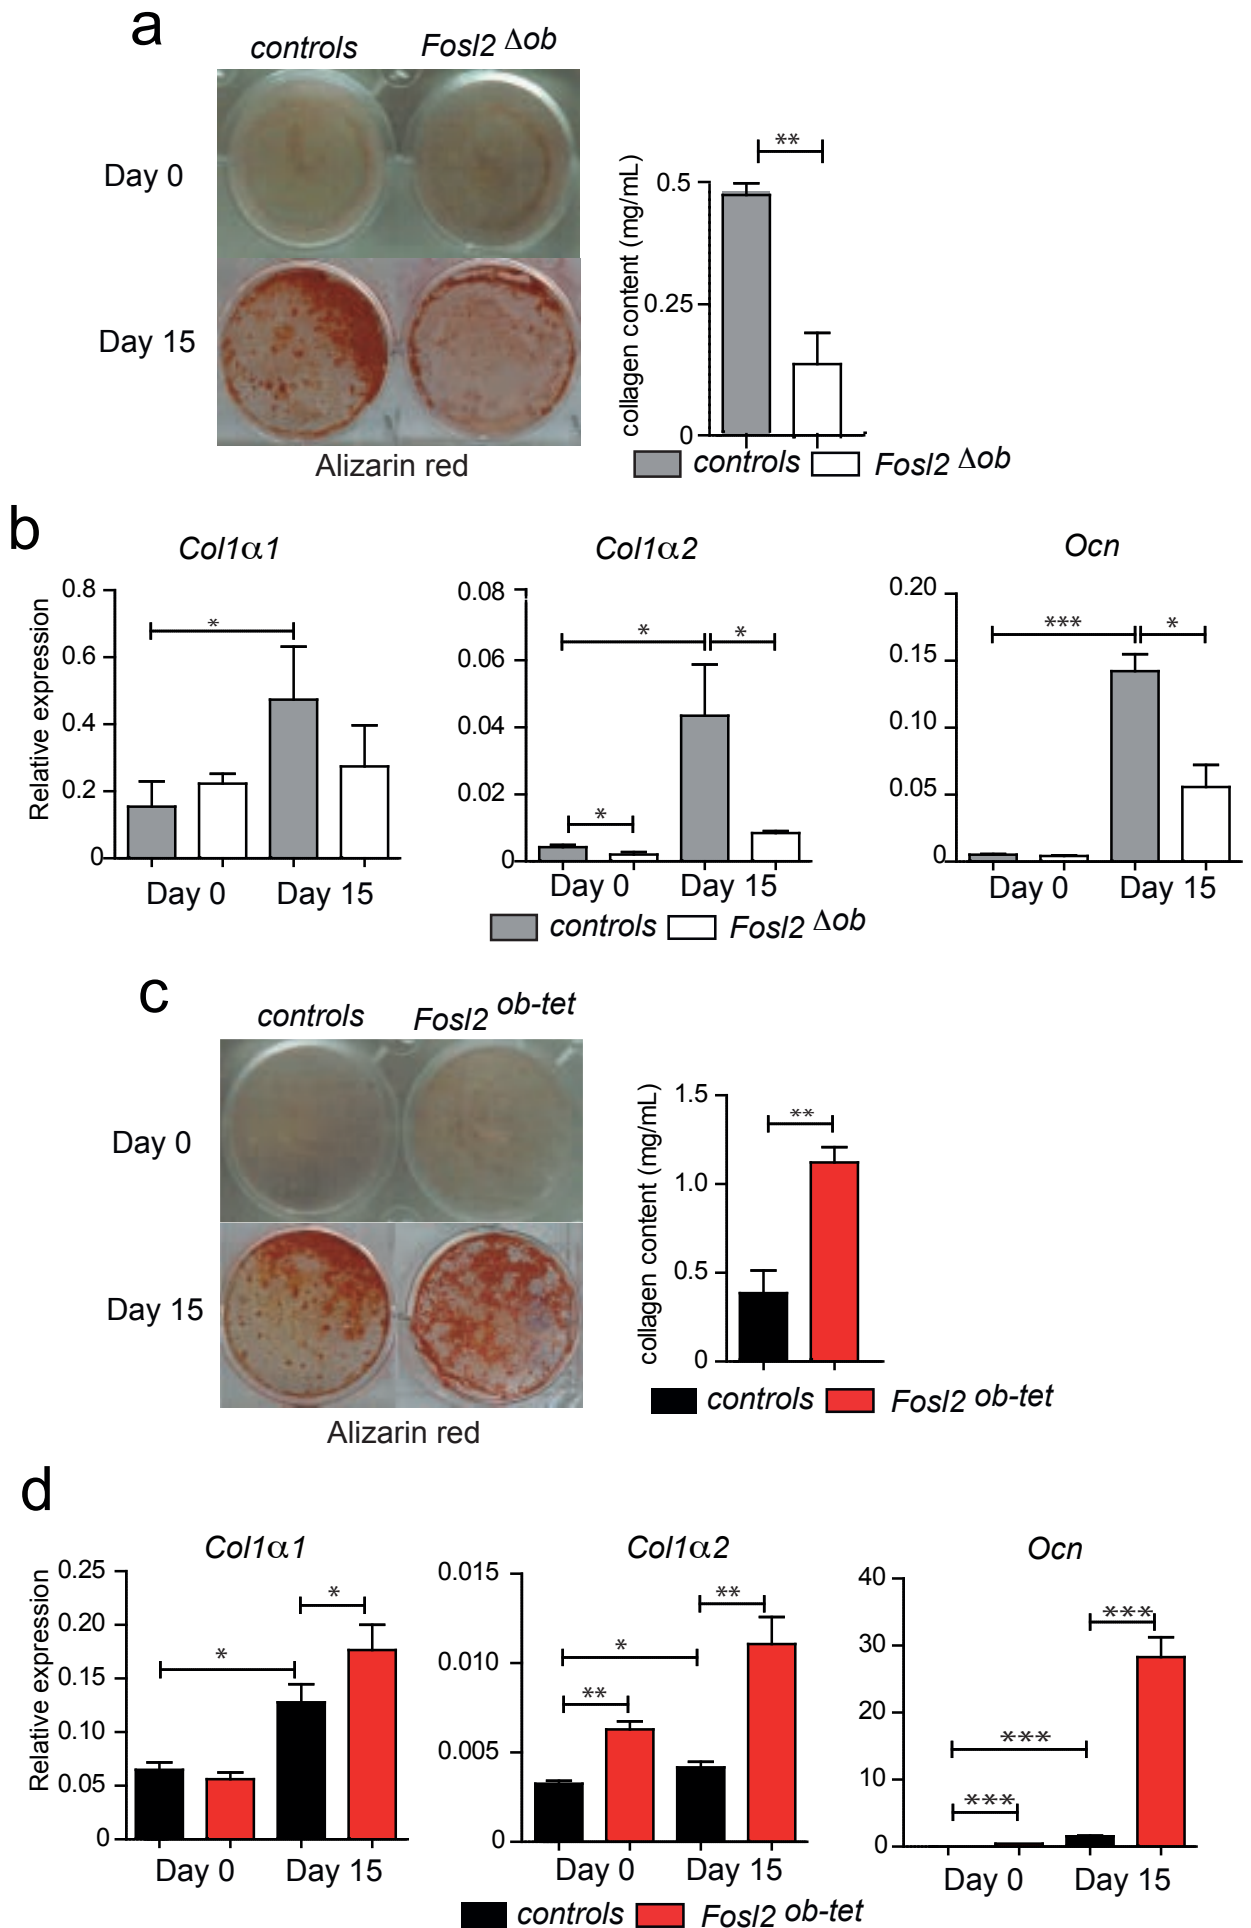 a
controls Fosl2 Δob
Day 0
Day 15
Alizarin red
**
collagen content (mg/mL)
0.5
0.25
0
controls Fosl2 Δob
b
Col1α1
Relative expression
0.8
0.6
0.4
0.2
0
*
Day 0 Day 15
Col1α2
0.08
0.06
0.04
0.02
0
* *
*
Day 0 Day 15
Ocn
0.20
0.15
0.10
0.05
0
*** *
Day 0 Day 15
controls Fosl2 Δob
c
controls Fosl2 ob-tet
Day 0
Day 15
Alizarin red
collagen content (mg/mL)
1.5
1.0
0.5
0
**
controls Fosl2 ob-tet
d
Col1α1
Relative expression
0.25
0.20
0.15
0.10
0.05
0
*
*
Day 0 Day 15
Col1α2
0.015
0.010
0.005
0
**
*
**
Day 0 Day 15
Ocn
40
30
20
10
0
***
***
***
Day 0 Day 15
controls Fosl2 ob-tet